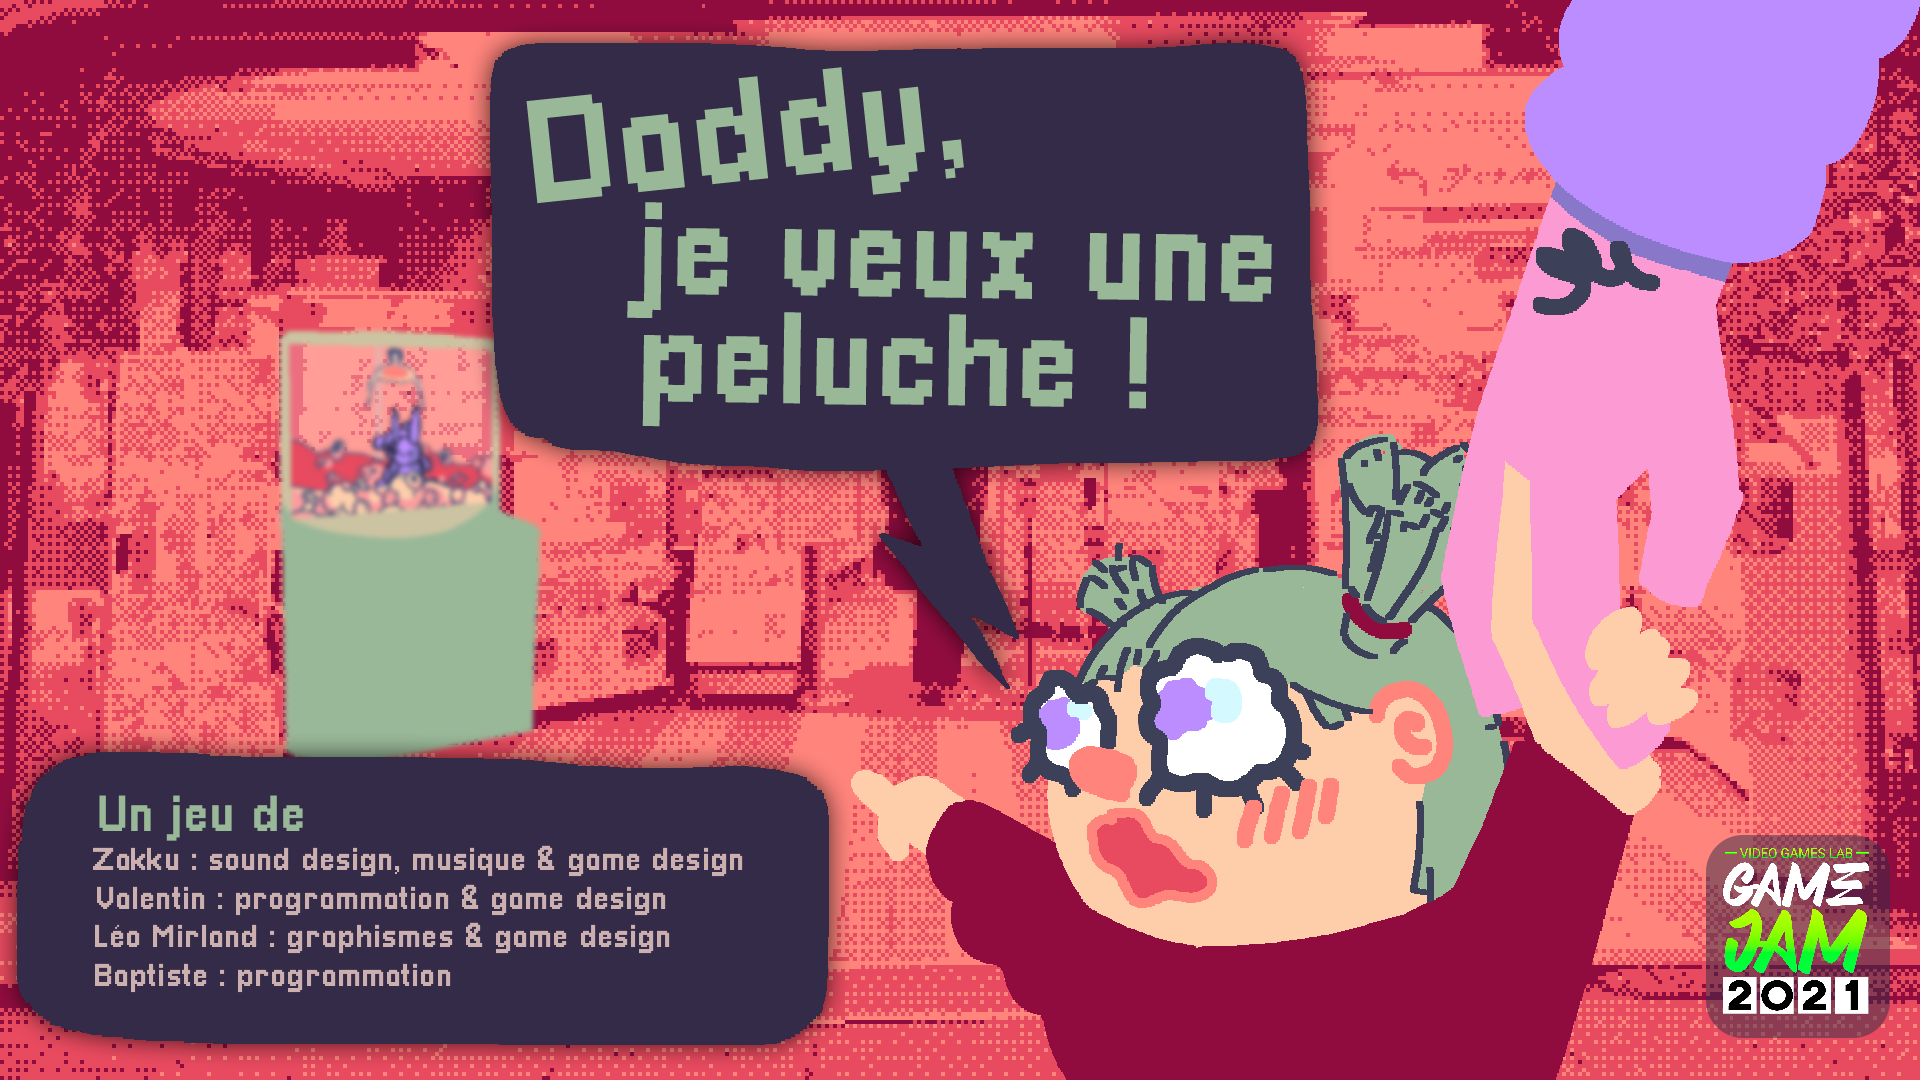 Daddy,
je veux une
peluche !
Un jeu de
Zakku : sound design, musique & game design
Valentin : programmation & game design
Léo Mirland : graphismes & game design
Baptiste : programmation
VIDEO GAMES LAB
GAME
JAM
2021